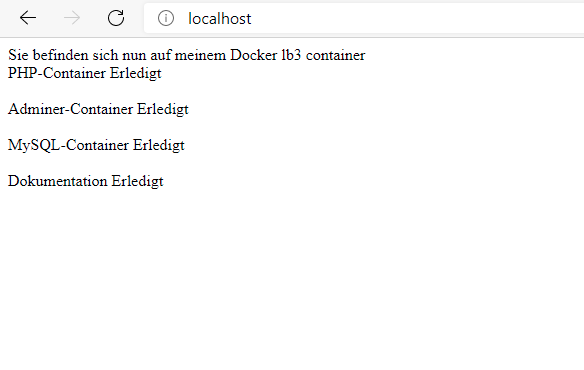 localhost
Sie befinden sich nun auf meinem Docker lb3 container
PHP-Container Erledigt
Adminer-Container Erledigt
MySQL-Container Erledigt
Dokumentation Erledigt